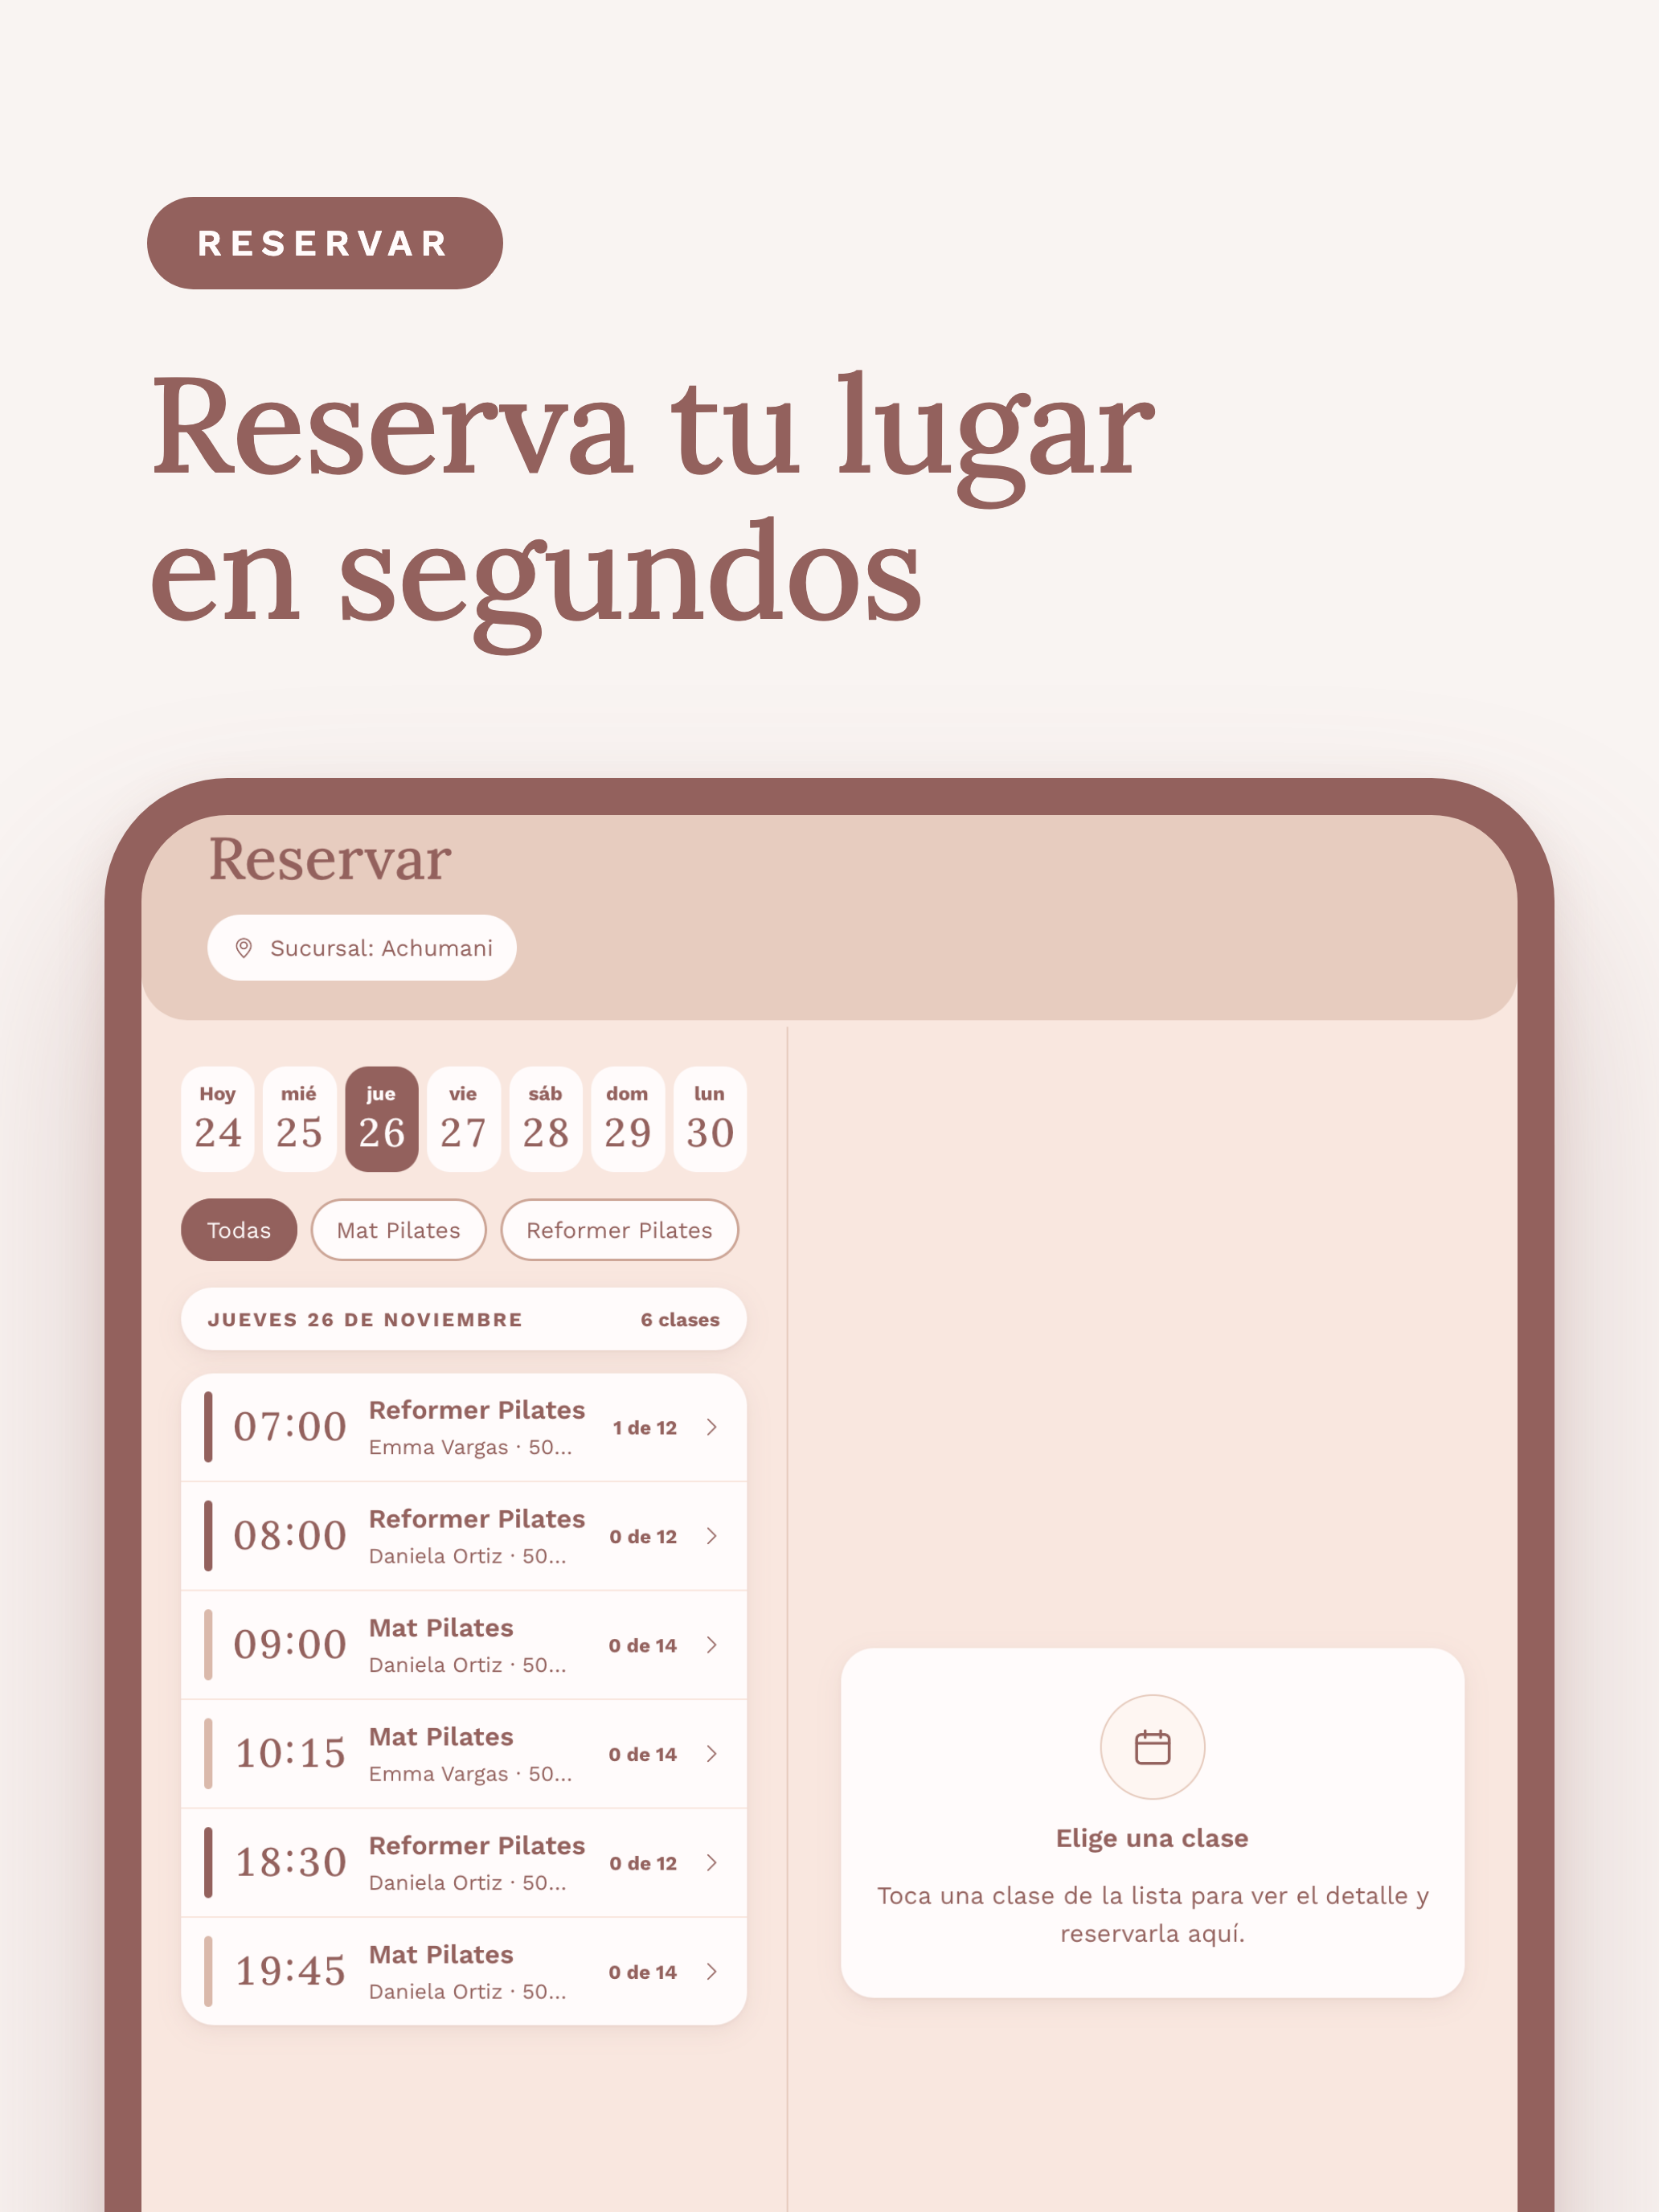 RESERVAR
Reserva tu lugar
en segundos
Reservar
Sucursal: Achumani
Hoy mié jue vie sáb dom lun
24 25 26 27 28 29 30
Todas Mat Pilates Reformer Pilates
JUEVES 26 DE NOVIEMBRE 6 clases
07:00 Reformer Pilates 1 de 12
Emma Vargas · 50...
08:00 Reformer Pilates 0 de 12
Daniela Ortiz · 50...
09:00 Mat Pilates 0 de 14
Daniela Ortiz · 50...
10:15 Mat Pilates 0 de 14
Emma Vargas · 50...
18:30 Reformer Pilates 0 de 12
Daniela Ortiz · 50...
19:45 Mat Pilates 0 de 14
Daniela Ortiz · 50...
Elige una clase
Toca una clase de la lista para ver el detalle y
reservarla aquí.